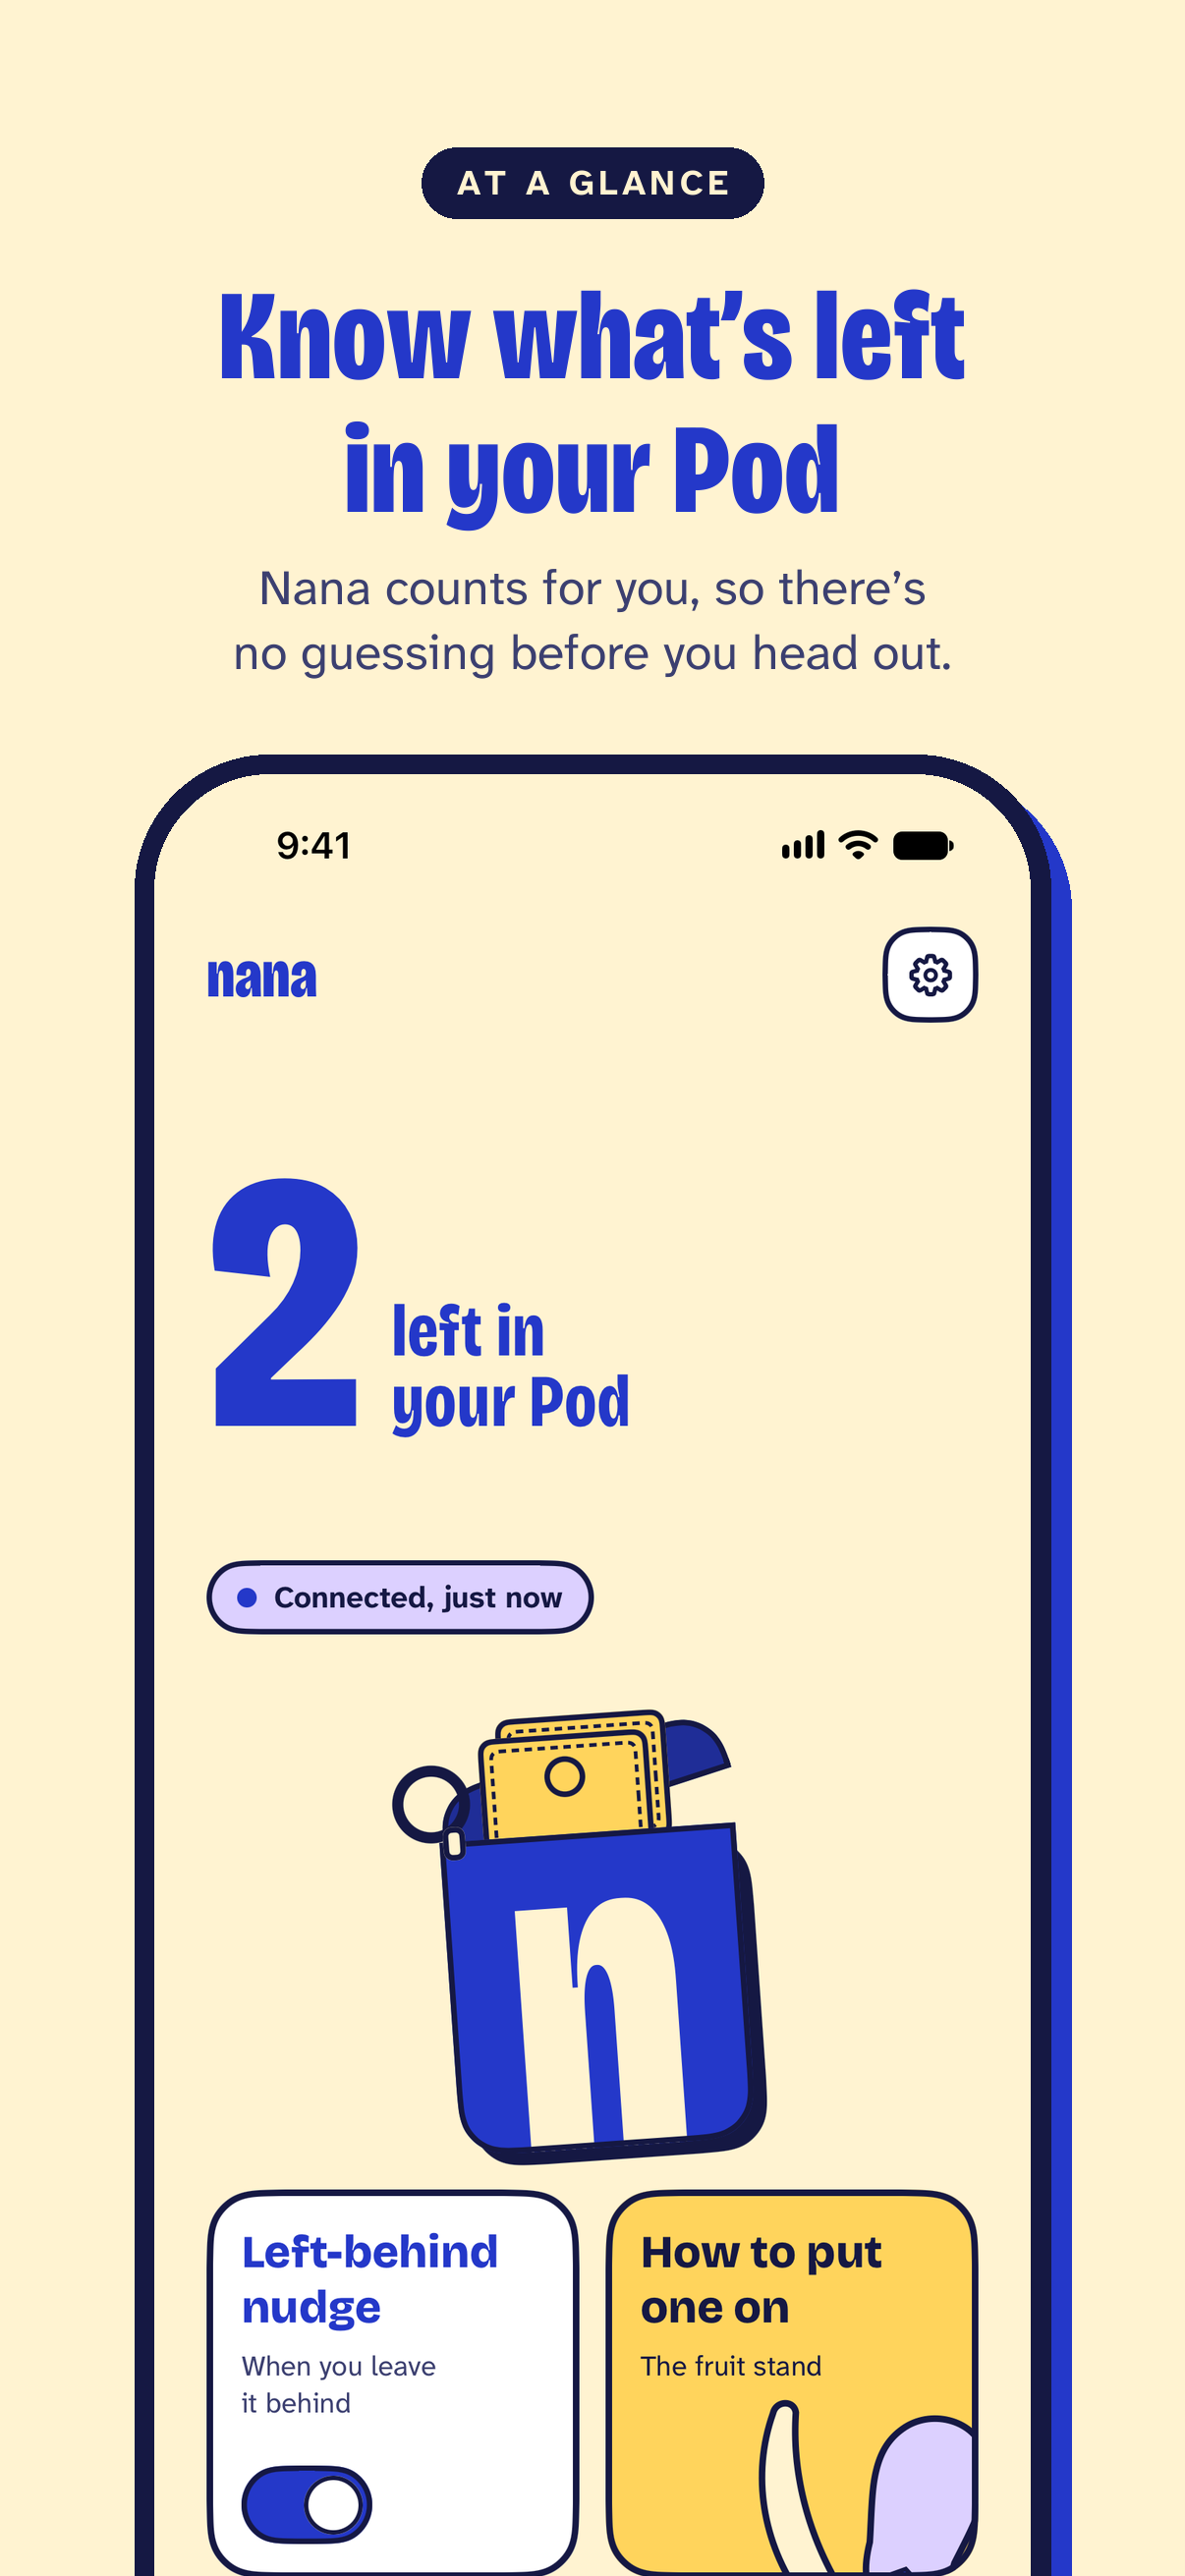 AT A GLANCE
Know what’s left
in your Pod
Nana counts for you, so there’s
no guessing before you head out.
9:41
nana
2
left in
your Pod
Connected, just now
n
Left-behind
nudge
When you leave
it behind
How to put
one on
The fruit stand